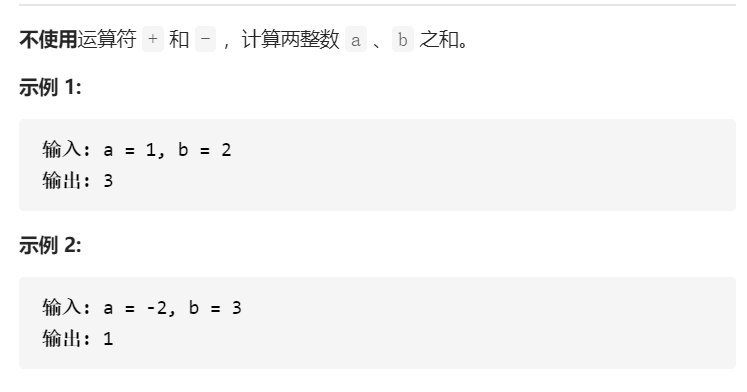 不使用运算符 + 和 - ，计算两整数 a 、b 之和。
示例 1:
输入: a = 1, b = 2
输出: 3
示例 2:
输入: a = -2, b = 3
输出: 1